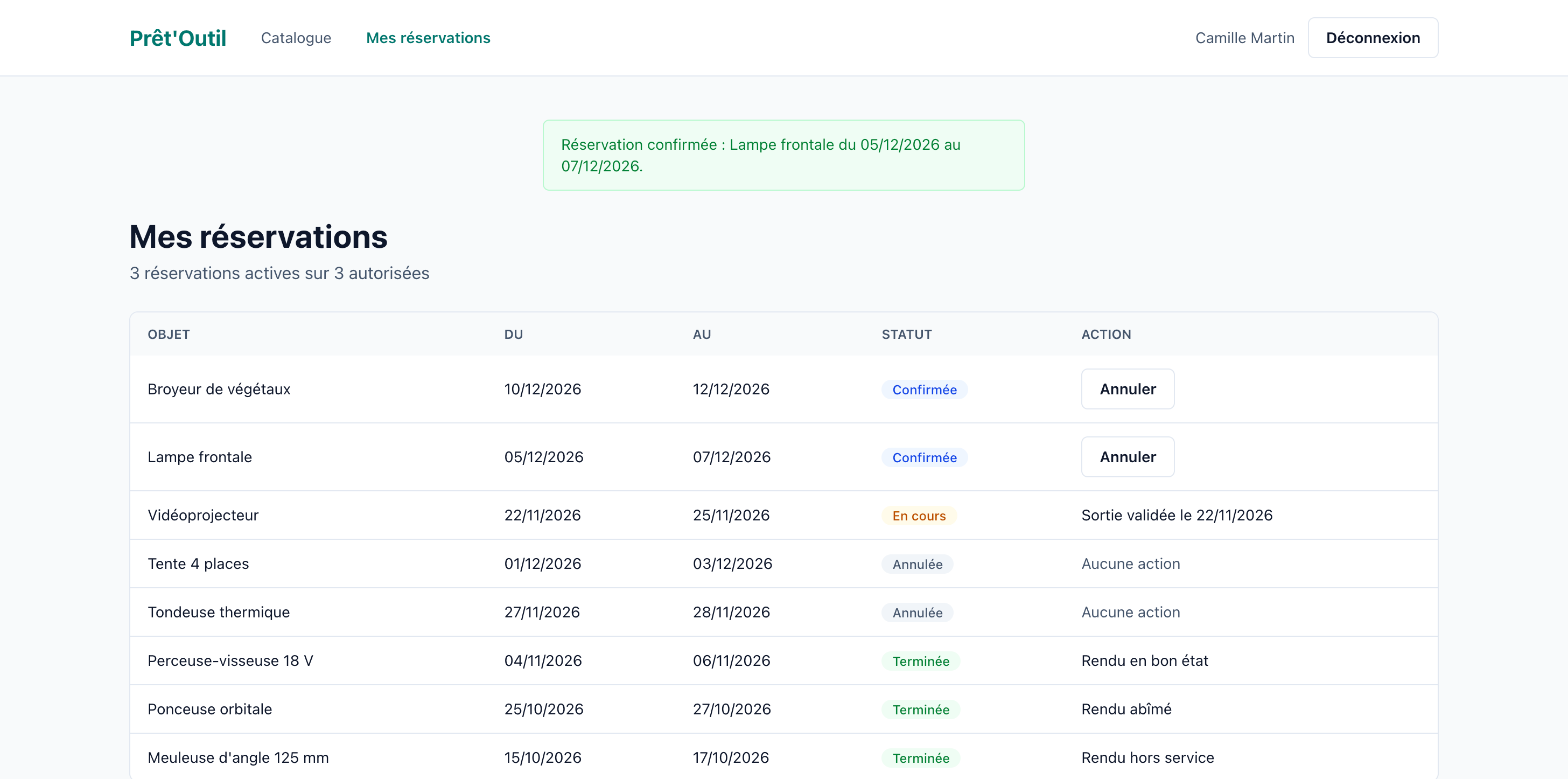 Prêt'Outil Catalogue Mes réservations Camille Martin Déconnexion
Réservation confirmée : Lampe frontale du 05/12/2026 au
07/12/2026.
Mes réservations
3 réservations actives sur 3 autorisées
OBJET DU AU STATUT ACTION
Broyeur de végétaux 10/12/2026 12/12/2026 Confirmée Annuler
Lampe frontale 05/12/2026 07/12/2026 Confirmée Annuler
Vidéoprojecteur 22/11/2026 25/11/2026 En cours Sortie validée le 22/11/2026
Tente 4 places 01/12/2026 03/12/2026 Annulée Aucune action
Tondeuse thermique 27/11/2026 28/11/2026 Annulée Aucune action
Perceuse-visseuse 18 V 04/11/2026 06/11/2026 Terminée Rendu en bon état
Ponceuse orbitale 25/10/2026 27/10/2026 Terminée Rendu abîmé
Meuleuse d'angle 125 mm 15/10/2026 17/10/2026 Terminée Rendu hors service